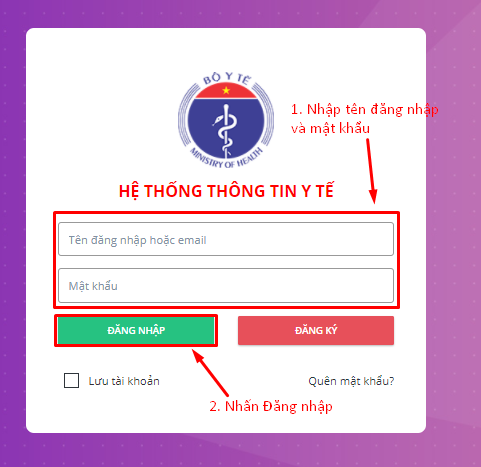 BỘ Y TẾ
MINISTRY OF HEALTH
1. Nhập tên đăng nhập
và mật khẩu
HỆ THỐNG THÔNG TIN Y TẾ
Tên đăng nhập hoặc email
Mật khẩu
ĐĂNG NHẬP
ĐĂNG KÝ
Lưu tài khoản
Quên mật khẩu?
2. Nhấn Đăng nhập